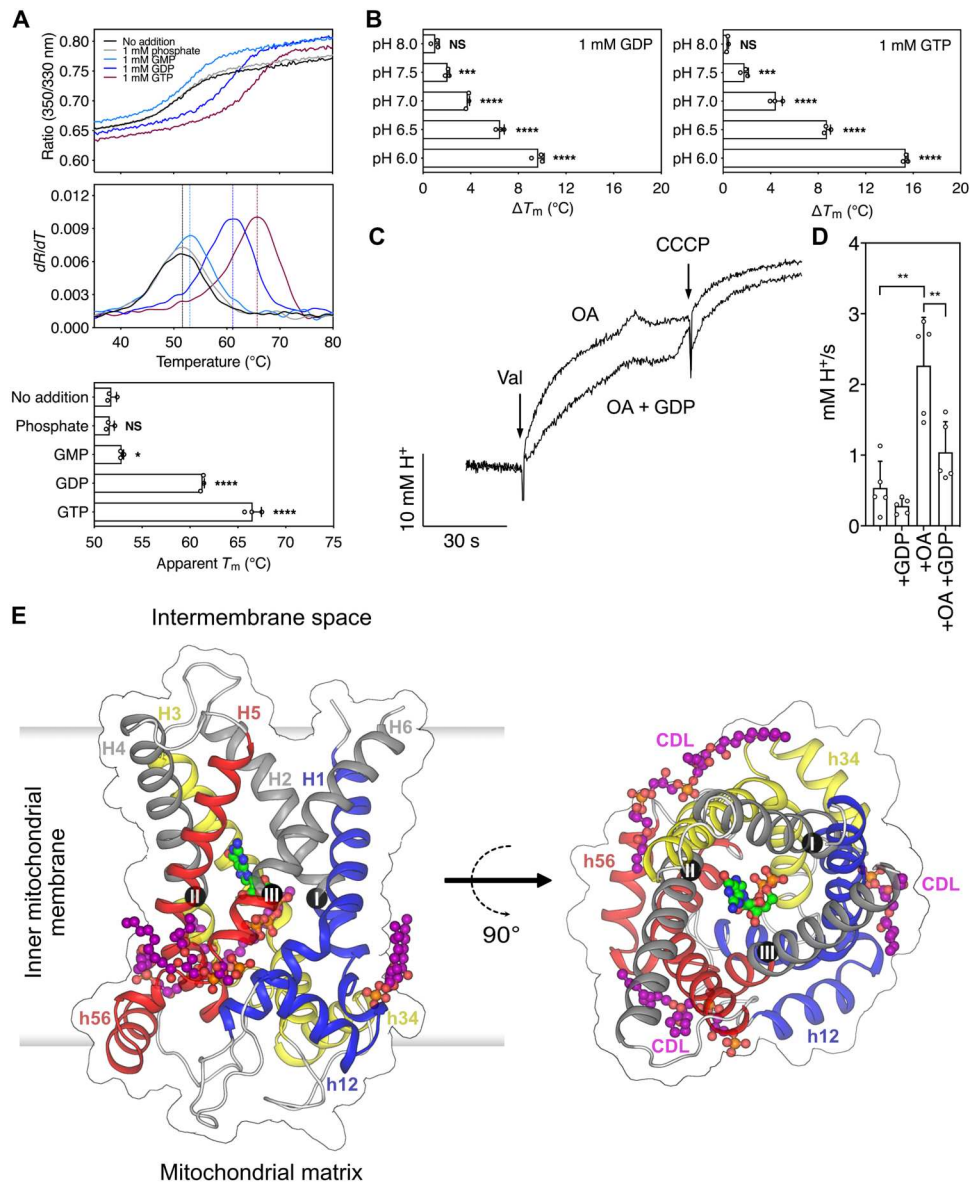 A
No addition
1 mM phosphate
1 mM GMP
1 mM GDP
1 mM GTP
0.80
0.75
0.70
0.65
0.60
Ratio (350/330 nm)
40
50
60
70
80
0.012
0.009
0.006
0.003
0.000
dR/dT
40
50
60
70
80
Temperature (°C)
No addition
Phosphate
NS
GMP
*
GDP
****
GTP
****
50
55
60
65
70
75
Apparent Tm (°C)
B
1 mM GDP
pH 8.0
NS
pH 7.5
***
pH 7.0
****
pH 6.5
****
pH 6.0
****
0
4
8
12
16
20
ΔTm (°C)
1 mM GTP
pH 8.0
NS
pH 7.5
***
pH 7.0
****
pH 6.5
****
pH 6.0
****
0
4
8
12
16
20
ΔTm (°C)
C
CCCP
OA
Val
OA + GDP
10 mM H+
30 s
D
4
3
2
1
0
mM H+/s
**
**
+GDP
+OA
+OA +GDP
E
Intermembrane space
Inner mitochondrial
membrane
H3
H5
H4
H2
H1
H6
II
III
I
h56
h34
h12
Mitochondrial matrix
90°
CDL
h34
I
h56
II
CDL
III
h12
CDL